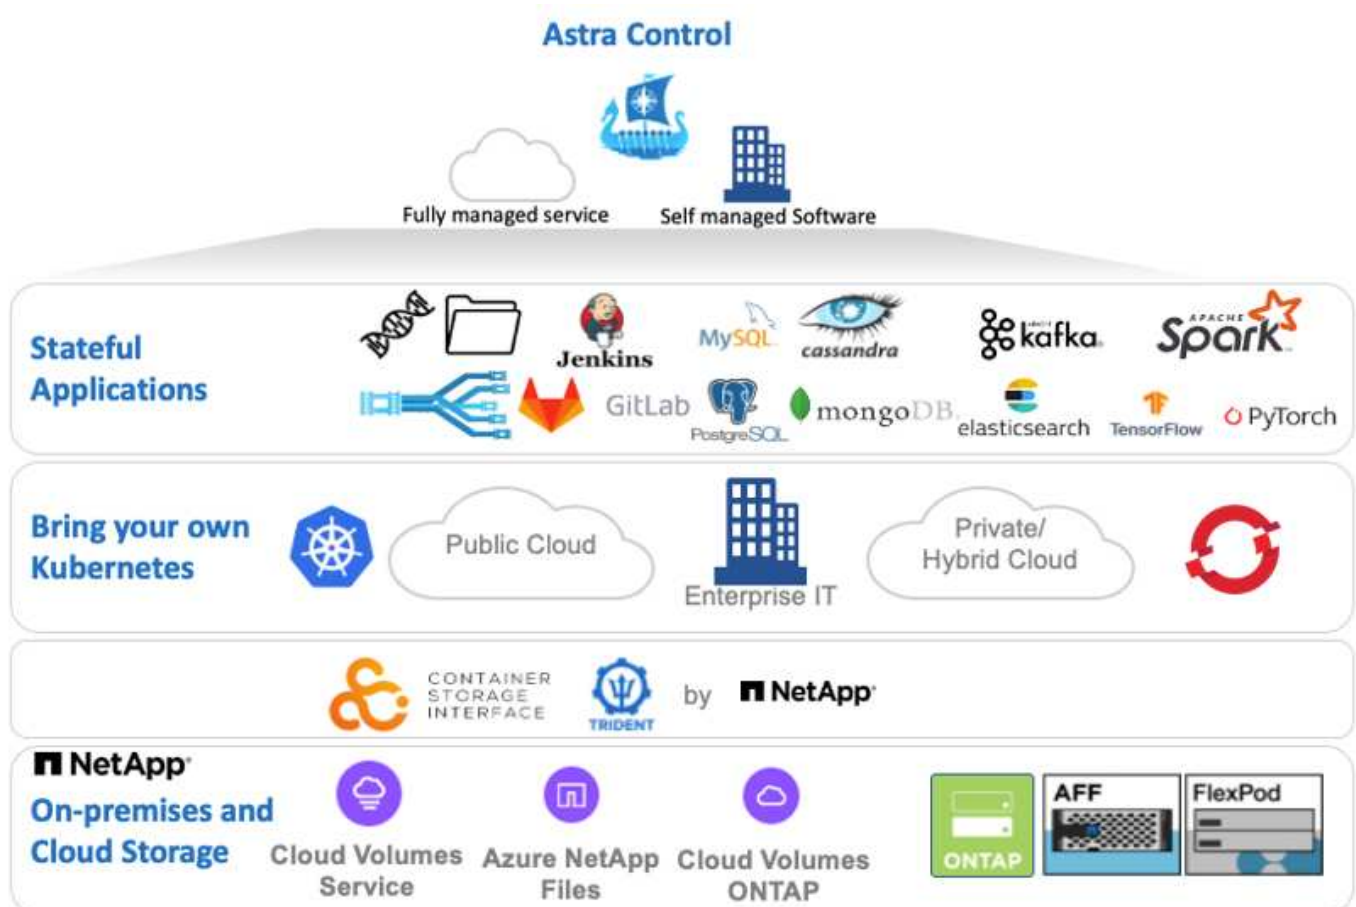 Astra Control
Fully managed service
Self managed Software
Stateful
Applications
Jenkins
MySQL
cassandra
kafka
APACHE
Spark
GitLab
PostgreSQL
mongoDB
elasticsearch
TensorFlow
PyTorch
Bring your own
Kubernetes
Public Cloud
Enterprise IT
Private/
Hybrid Cloud
CONTAINER
STORAGE
INTERFACE
TRIDENT
by
NetApp
NetApp
On-premises and
Cloud Storage
Cloud Volumes
Service
Azure NetApp
Files
Cloud Volumes
ONTAP
ONTAP
AFF
FlexPod